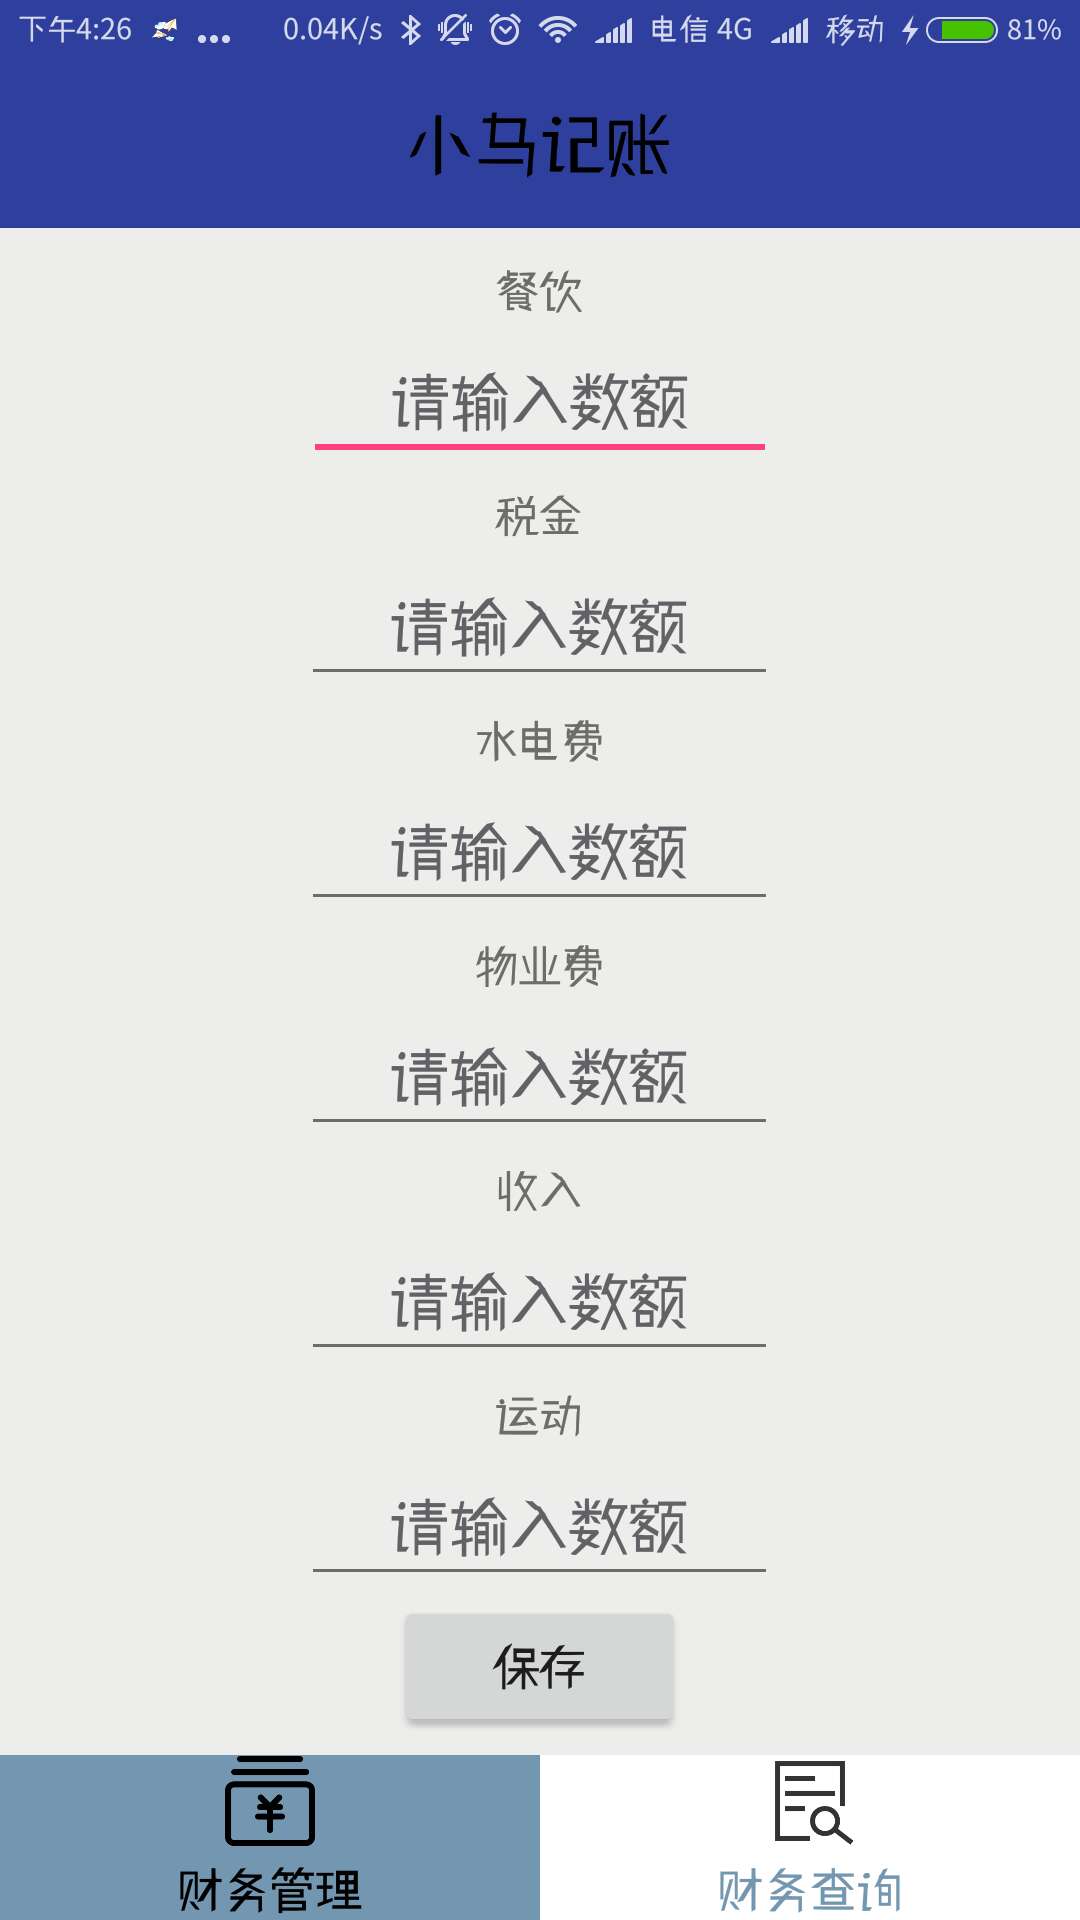 下午4:26 ... 0.04K/s 电信 4G 移动 81%
小马记账
餐饮
请输入数额
税金
请输入数额
水电费
请输入数额
物业费
请输入数额
收入
请输入数额
运动
请输入数额
保存
财务管理 财务查询